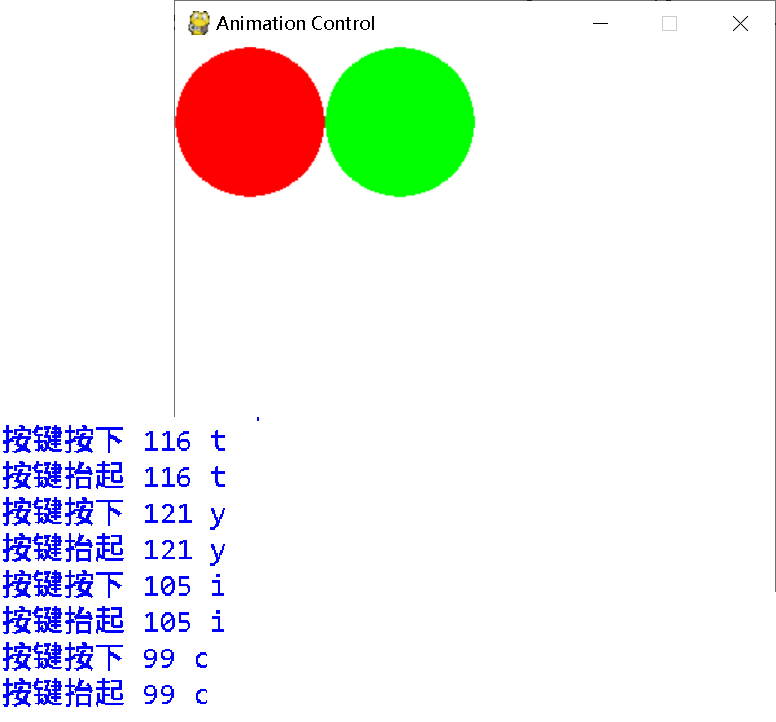 Animation Control
按键按下 116 t
按键抬起 116 t
按键按下 121 y
按键抬起 121 y
按键按下 105 i
按键抬起 105 i
按键按下 99 c
按键抬起 99 c